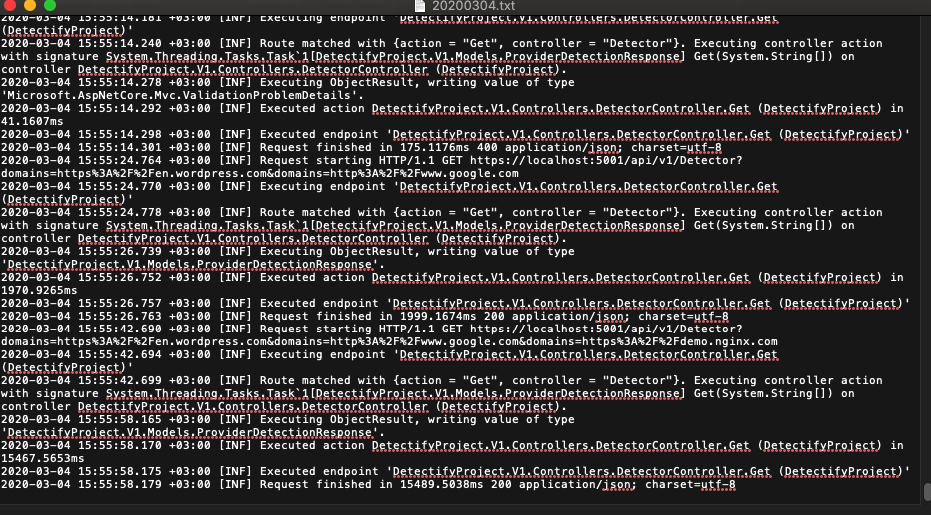 20200304.txt
2020-03-04 15:55:14.181 +03:00 [INF] Executing endpoint 'DetectifyProject.V1.Controllers.DetectorController.Get
(DetectifyProject)'
2020-03-04 15:55:14.240 +03:00 [INF] Route matched with {action = "Get", controller = "Detector"}. Executing controller action
with signature System.Threading.Tasks.Task`1[DetectifyProject.V1.Models.ProviderDetectionResponse] Get(System.String[]) on
controller DetectifyProject.V1.Controllers.DetectorController (DetectifyProject).
2020-03-04 15:55:14.278 +03:00 [INF] Executing ObjectResult, writing value of type
'Microsoft.AspNetCore.Mvc.ValidationProblemDetails'.
2020-03-04 15:55:14.292 +03:00 [INF] Executed action DetectifyProject.V1.Controllers.DetectorController.Get (DetectifyProject) in
41.1607ms
2020-03-04 15:55:14.298 +03:00 [INF] Executed endpoint 'DetectifyProject.V1.Controllers.DetectorController.Get (DetectifyProject)'
2020-03-04 15:55:14.301 +03:00 [INF] Request finished in 175.1176ms 400 application/json; charset=utf-8
2020-03-04 15:55:24.764 +03:00 [INF] Request starting HTTP/1.1 GET https://localhost:5001/api/v1/Detector?
domains=https%3A%2F%2Fen.wordpress.com&domains=http%3A%2F%2Fwww.google.com
2020-03-04 15:55:24.770 +03:00 [INF] Executing endpoint 'DetectifyProject.V1.Controllers.DetectorController.Get
(DetectifyProject)'
2020-03-04 15:55:24.778 +03:00 [INF] Route matched with {action = "Get", controller = "Detector"}. Executing controller action
with signature System.Threading.Tasks.Task`1[DetectifyProject.V1.Models.ProviderDetectionResponse] Get(System.String[]) on
controller DetectifyProject.V1.Controllers.DetectorController (DetectifyProject).
2020-03-04 15:55:26.739 +03:00 [INF] Executing ObjectResult, writing value of type
'DetectifyProject.V1.Models.ProviderDetectionResponse'.
2020-03-04 15:55:26.752 +03:00 [INF] Executed action DetectifyProject.V1.Controllers.DetectorController.Get (DetectifyProject) in
1970.9265ms
2020-03-04 15:55:26.757 +03:00 [INF] Executed endpoint 'DetectifyProject.V1.Controllers.DetectorController.Get (DetectifyProject)'
2020-03-04 15:55:26.763 +03:00 [INF] Request finished in 1999.1674ms 200 application/json; charset=utf-8
2020-03-04 15:55:42.690 +03:00 [INF] Request starting HTTP/1.1 GET https://localhost:5001/api/v1/Detector?
domains=https%3A%2F%2Fen.wordpress.com&domains=http%3A%2F%2Fwww.google.com&domains=https%3A%2F%2Fdemo.nginx.com
2020-03-04 15:55:42.694 +03:00 [INF] Executing endpoint 'DetectifyProject.V1.Controllers.DetectorController.Get
(DetectifyProject)'
2020-03-04 15:55:42.699 +03:00 [INF] Route matched with {action = "Get", controller = "Detector"}. Executing controller action
with signature System.Threading.Tasks.Task`1[DetectifyProject.V1.Models.ProviderDetectionResponse] Get(System.String[]) on
controller DetectifyProject.V1.Controllers.DetectorController (DetectifyProject).
2020-03-04 15:55:58.165 +03:00 [INF] Executing ObjectResult, writing value of type
'DetectifyProject.V1.Models.ProviderDetectionResponse'.
2020-03-04 15:55:58.170 +03:00 [INF] Executed action DetectifyProject.V1.Controllers.DetectorController.Get (DetectifyProject) in
15467.5653ms
2020-03-04 15:55:58.175 +03:00 [INF] Executed endpoint 'DetectifyProject.V1.Controllers.DetectorController.Get (DetectifyProject)'
2020-03-04 15:55:58.179 +03:00 [INF] Request finished in 15489.5038ms 200 application/json; charset=utf-8